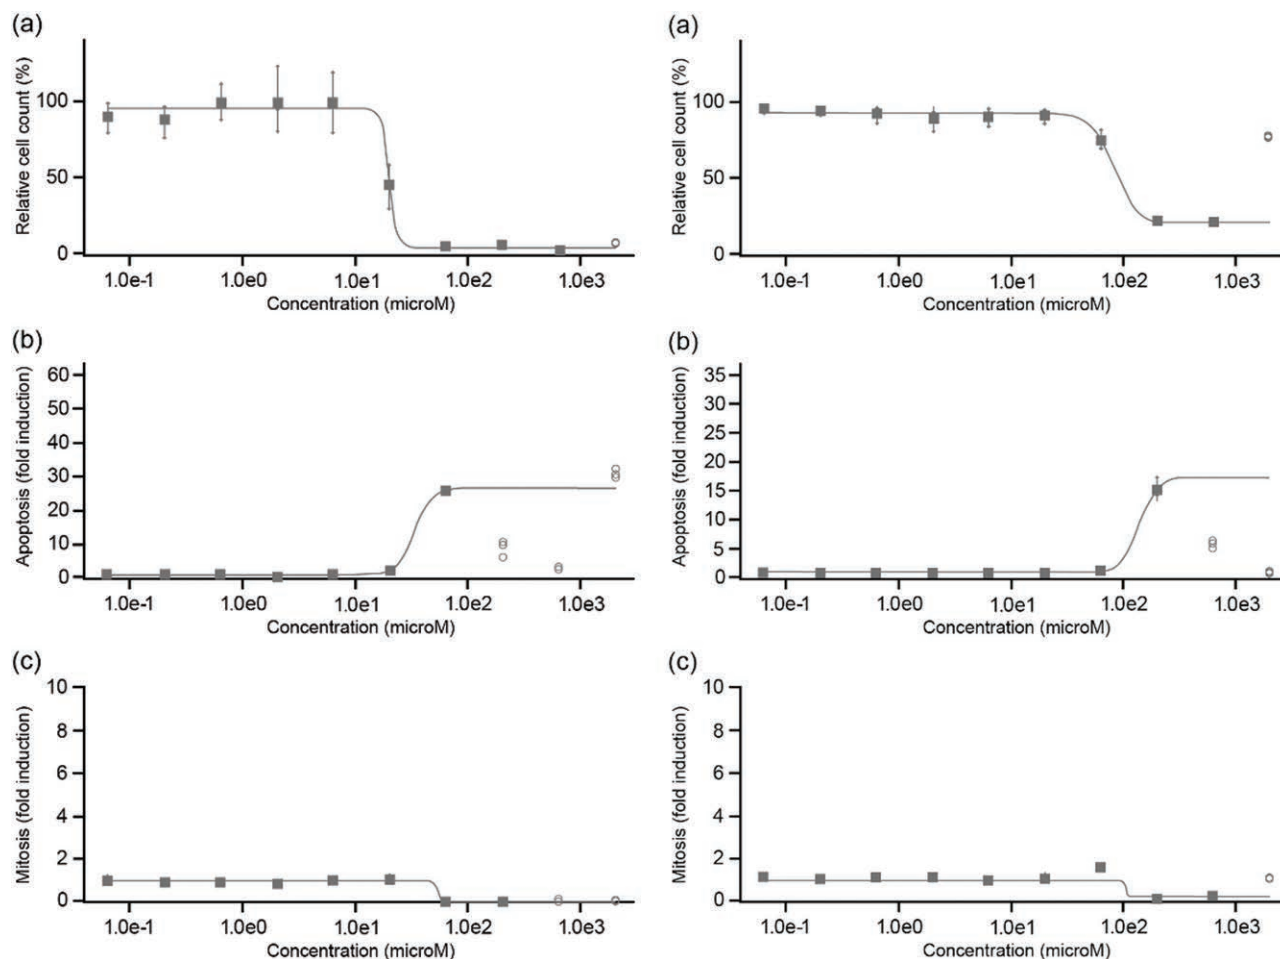 (a)
Relative cell count (%)
100
50
0
1.0e-1 1.0e0 1.0e1 1.0e2 1.0e3
Concentration (microM)
(a)
Relative cell count (%)
100
50
0
1.0e-1 1.0e0 1.0e1 1.0e2 1.0e3
Concentration (microM)
(b)
Apoptosis (fold induction)
60
50
40
30
20
10
0
1.0e-1 1.0e0 1.0e1 1.0e2 1.0e3
Concentration (microM)
(b)
Apoptosis (fold induction)
35
30
25
20
15
10
5
0
1.0e-1 1.0e0 1.0e1 1.0e2 1.0e3
Concentration (microM)
(c)
Mitosis (fold induction)
10
8
6
4
2
0
1.0e-1 1.0e0 1.0e1 1.0e2 1.0e3
Concentration (microM)
(c)
Mitosis (fold induction)
10
8
6
4
2
0
1.0e-1 1.0e0 1.0e1 1.0e2 1.0e3
Concentration (microM)